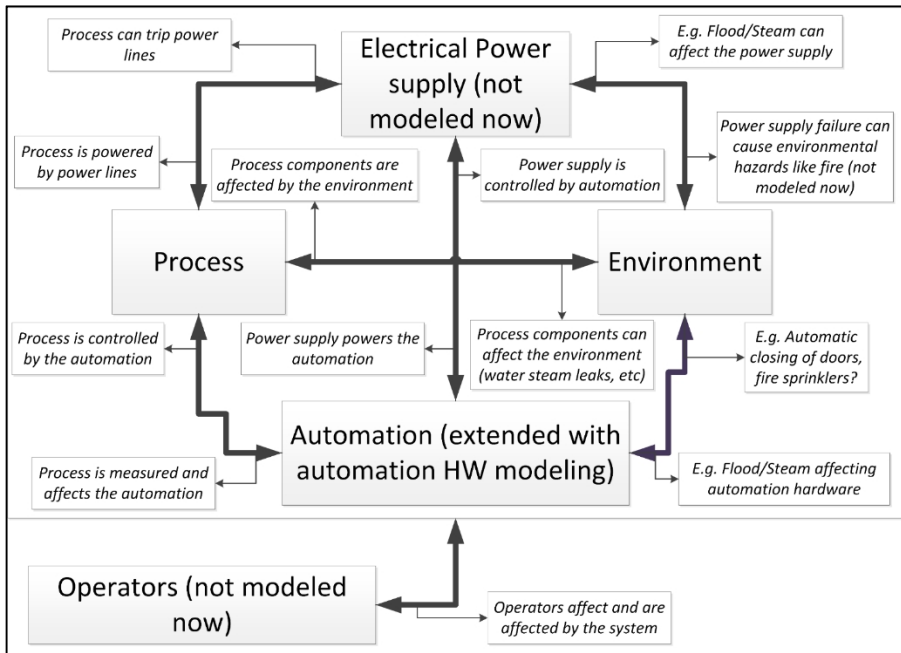 Process can trip power
lines
Electrical Power
supply (not
modeled now)
E.g. Flood/Steam can
affect the power supply
Process is powered
by power lines
Process components are
affected by the environment
Power supply is
controlled by automation
Power supply failure can
cause environmental
hazards like fire (not
modeled now)
Process
Environment
Process is controlled
by the automation
Power supply powers the
automation
Process components can
affect the environment
(water steam leaks, etc)
E.g. Automatic
closing of doors,
fire sprinklers?
Automation (extended with
automation HW modeling)
Process is measured and
affects the automation
E.g. Flood/Steam affecting
automation hardware
Operators (not modeled
now)
Operators affect and are
affected by the system